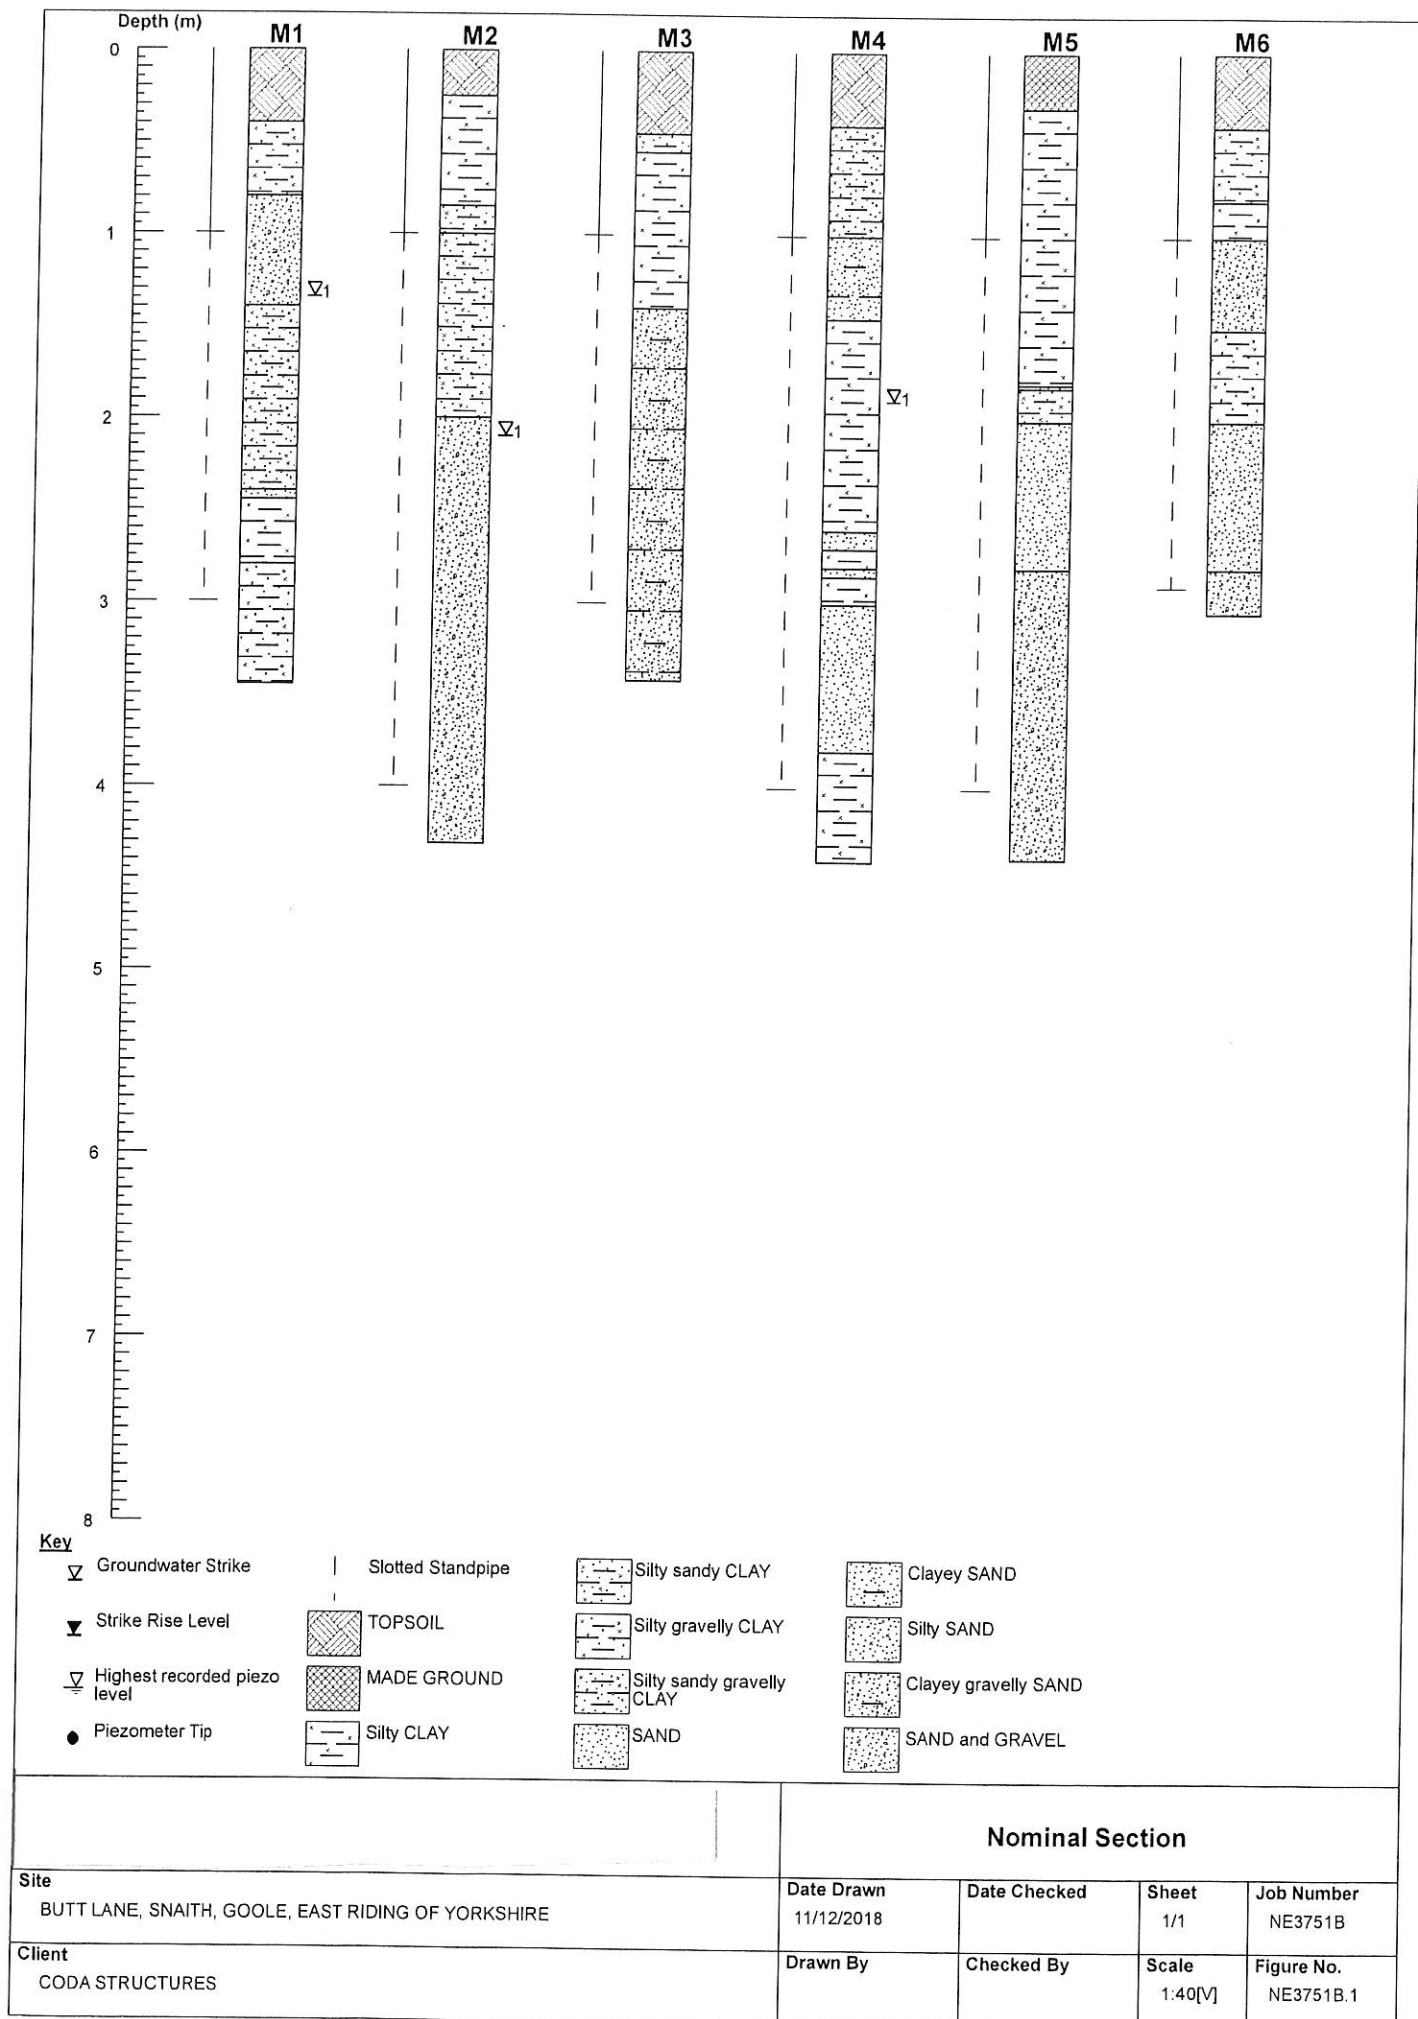 Depth (m)
M1 M2 M3 M4 M5 M6
0
1
1
1
2
1
3
4
5
6
7
8
Key
Groundwater Strike
Strike Rise Level
Highest recorded piezo
level
Piezometer Tip
Slotted Standpipe
TOPSOIL
MADE GROUND
Silty CLAY
Silty sandy CLAY
Silty gravelly CLAY
Silty sandy gravelly
CLAY
SAND
Clayey SAND
Silty SAND
Clayey gravelly SAND
SAND and GRAVEL
Nominal Section
Site
BUTT LANE, SNAITH, GOOLE, EAST RIDING OF YORKSHIRE
Date Drawn
11/12/2018
Date Checked
Sheet
1/1
Job Number
NE3751B
Client
CODA STRUCTURES
Drawn By
Checked By
Scale
1:40[V]
Figure No.
NE3751B.1